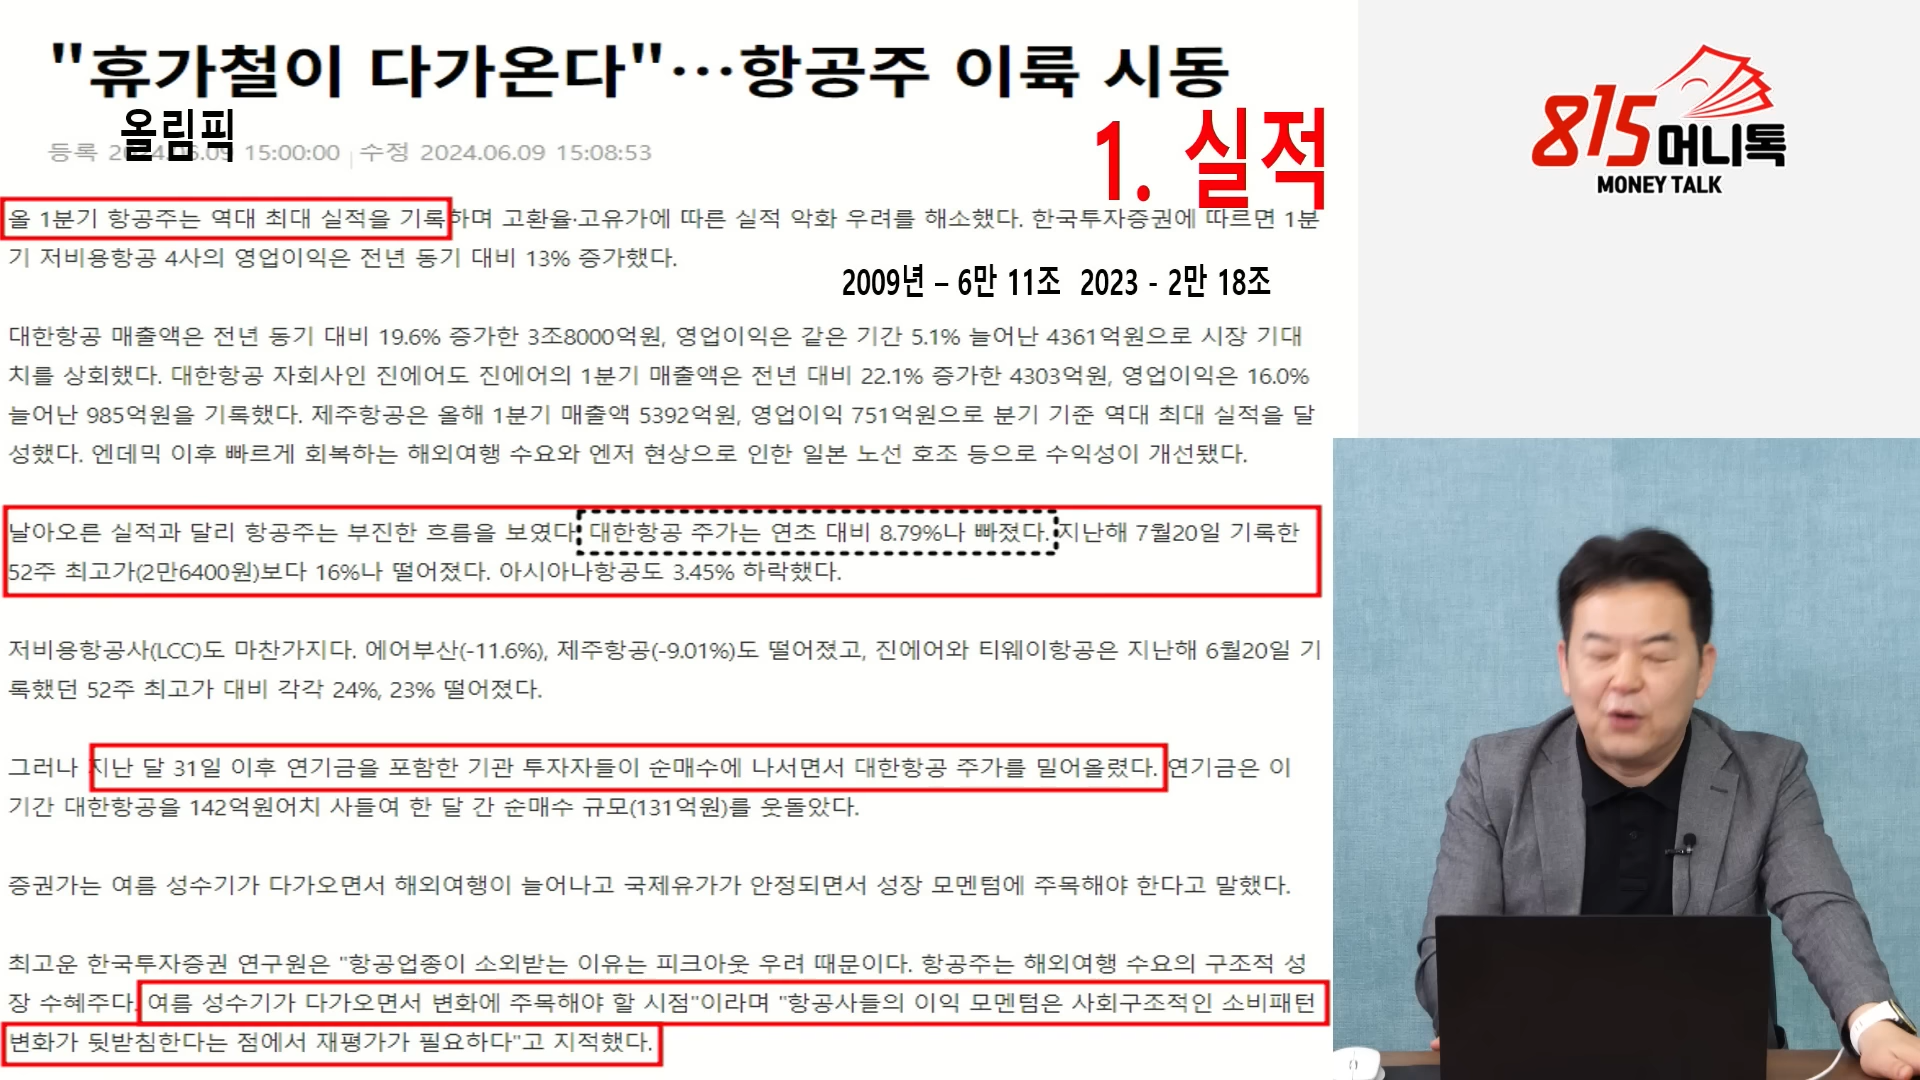 "휴가철이 다가온다"…항공주 이륙 시동
올림픽
등록 2024.06.09 15:00:00 | 수정 2024.06.09 15:08:53
1. 실적
올 1분기 항공주는 역대 최대 실적을 기록하며 고환율·고유가에 따른 실적 악화 우려를 해소했다. 한국투자증권에 따르면 1분
기 저비용항공 4사의 영업이익은 전년 동기 대비 13% 증가했다.
2009년 – 6만 11조 2023 - 2만 18조
대한항공 매출액은 전년 동기 대비 19.6% 증가한 3조8000억원, 영업이익은 같은 기간 5.1% 늘어난 4361억원으로 시장 기대
치를 상회했다. 대한항공 자회사인 진에어도 진에어의 1분기 매출액은 전년 대비 22.1% 증가한 4303억원, 영업이익은 16.0%
늘어난 985억원을 기록했다. 제주항공은 올해 1분기 매출액 5392억원, 영업이익 751억원으로 분기 기준 역대 최대 실적을 달
성했다. 엔데믹 이후 빠르게 회복하는 해외여행 수요와 엔저 현상으로 인한 일본 노선 호조 등으로 수익성이 개선됐다.
날아오른 실적과 달리 항공주는 부진한 흐름을 보였다. 대한항공 주가는 연초 대비 8.79%나 빠졌다. 지난해 7월20일 기록한
52주 최고가(2만6400원)보다 16%나 떨어졌다. 아시아나항공도 3.45% 하락했다.
저비용항공사(LCC)도 마찬가지다. 에어부산(-11.6%), 제주항공(-9.01%)도 떨어졌고, 진에어와 티웨이항공은 지난해 6월20일 기
록했던 52주 최고가 대비 각각 24%, 23% 떨어졌다.
그러나 지난 달 31일 이후 연기금을 포함한 기관 투자자들이 순매수에 나서면서 대한항공 주가를 밀어올렸다. 연기금은 이
기간 대한항공을 142억원어치 사들여 한 달 간 순매수 규모(131억원)를 웃돌았다.
증권가는 여름 성수기가 다가오면서 해외여행이 늘어나고 국제유가가 안정되면서 성장 모멘텀에 주목해야 한다고 말했다.
최고운 한국투자증권 연구원은 "항공업종이 소외받는 이유는 피크아웃 우려 때문이다. 항공주는 해외여행 수요의 구조적 성
장 수혜주다. 여름 성수기가 다가오면서 변화에 주목해야 할 시점"이라며 "항공사들의 이익 모멘텀은 사회구조적인 소비패턴
변화가 뒷받침한다는 점에서 재평가가 필요하다"고 지적했다.
815머니톡
MONEY TALK